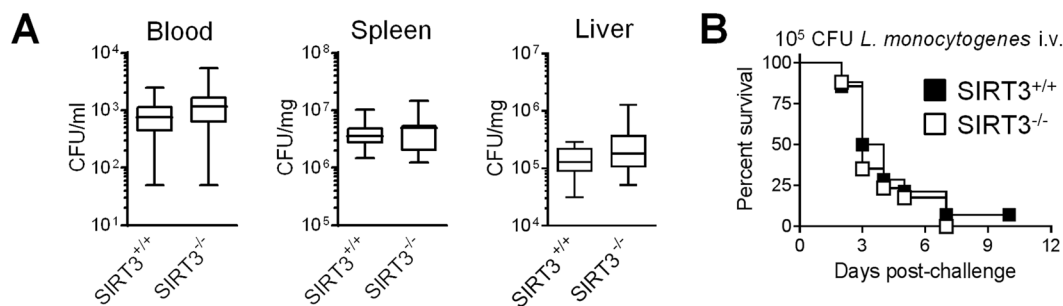 A
Blood
Spleen
Liver
CFU/ml
10⁴
10³
10²
10¹
SIRT3⁺/⁺
SIRT3⁻/⁻
CFU/mg
10⁸
10⁷
10⁶
10⁵
SIRT3⁺/⁺
SIRT3⁻/⁻
CFU/mg
10⁷
10⁶
10⁵
10⁴
SIRT3⁺/⁺
SIRT3⁻/⁻
B
10⁵ CFU L. monocytogenes i.v.
Percent survival
100
75
50
25
0
0 3 6 9 12
Days post-challenge
SIRT3⁺/⁺
SIRT3⁻/⁻